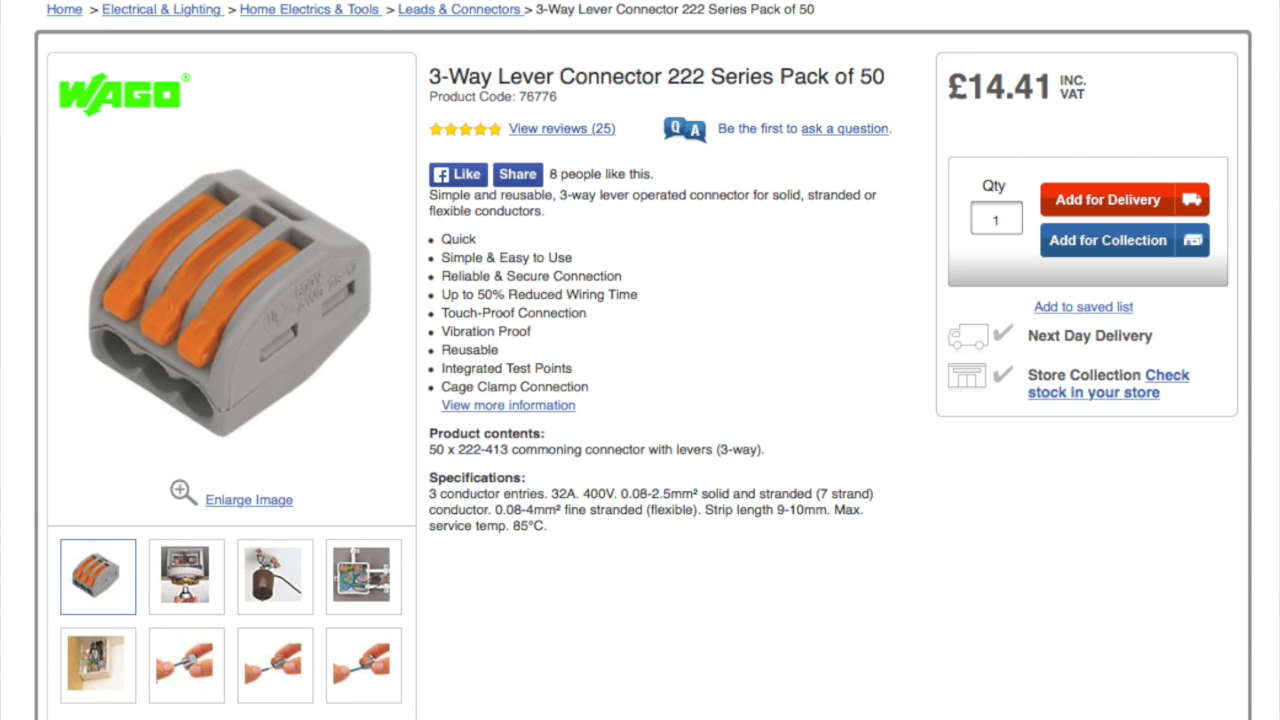 Home > Electrical & Lighting > Home Electrics & Tools > Leads & Connectors > 3-Way Lever Connector 222 Series Pack of 50
WAGO®
3-Way Lever Connector 222 Series Pack of 50
Product Code: 76776
View reviews (25)
Q A
Be the first to ask a question.
Like
Share
8 people like this.
Simple and reusable, 3-way lever operated connector for solid, stranded or
flexible conductors.
• Quick
• Simple & Easy to Use
• Reliable & Secure Connection
• Up to 50% Reduced Wiring Time
• Touch-Proof Connection
• Vibration Proof
• Reusable
• Integrated Test Points
• Cage Clamp Connection
View more information
Product contents:
50 x 222-413 commoning connector with levers (3-way).
Specifications:
3 conductor entries. 32A. 400V. 0.08-2.5mm² solid and stranded (7 strand)
conductor. 0.08-4mm² fine stranded (flexible). Strip length 9-10mm. Max.
service temp. 85°C.
Enlarge Image
£14.41 INC.
VAT
Qty
1
Add for Delivery
Add for Collection
Add to saved list
Next Day Delivery
Store Collection Check
stock in your store